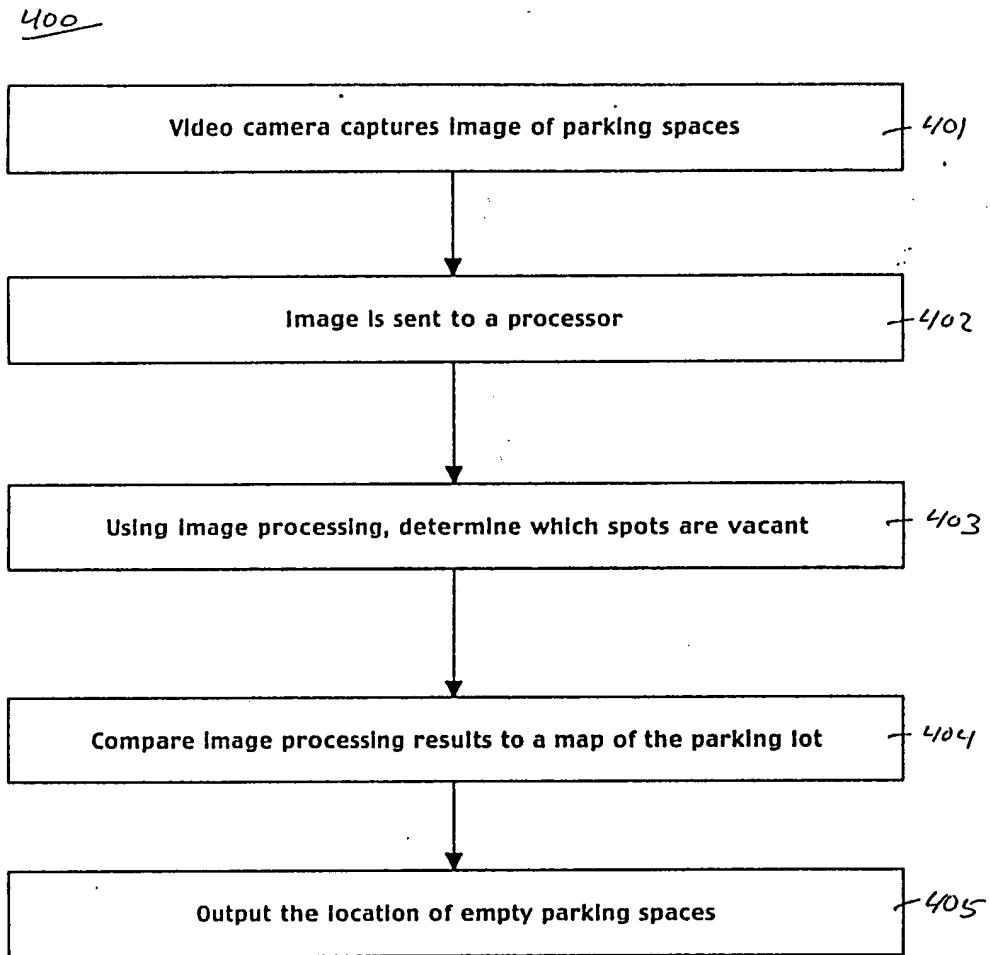 400
Video camera captures image of parking spaces
401
Image is sent to a processor
402
Using image processing, determine which spots are vacant
403
Compare image processing results to a map of the parking lot
404
Output the location of empty parking spaces
405